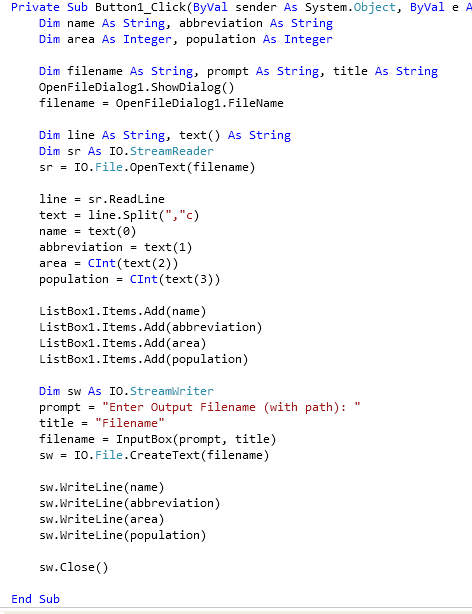 Private Sub Button1_Click(ByVal sender As System.Object, ByVal e
Dim name As String, abbreviation As String
Dim area As Integer, population As Integer
Dim filename As String, prompt As String, title As String
OpenFileDialog1.ShowDialog()
filename = OpenFileDialog1.FileName
Dim line As String, text() As String
Dim sr As IO.StreamReader
sr = IO.File.OpenText(filename)
line = sr.ReadLine
text = line.Split(","c)
name = text(0)
abbreviation = text(1)
area = CInt(text(2))
population = CInt(text(3))
ListBox1.Items.Add(name)
ListBox1.Items.Add(abbreviation)
ListBox1.Items.Add(area)
ListBox1.Items.Add(population)
Dim sw As IO.StreamWriter
prompt = "Enter Output Filename (with path): "
title = "Filename"
filename = InputBox(prompt, title)
sw = IO.File.CreateText(filename)
sw.WriteLine(name)
sw.WriteLine(abbreviation)
sw.WriteLine(area)
sw.WriteLine(population)
sw.Close()
End Sub